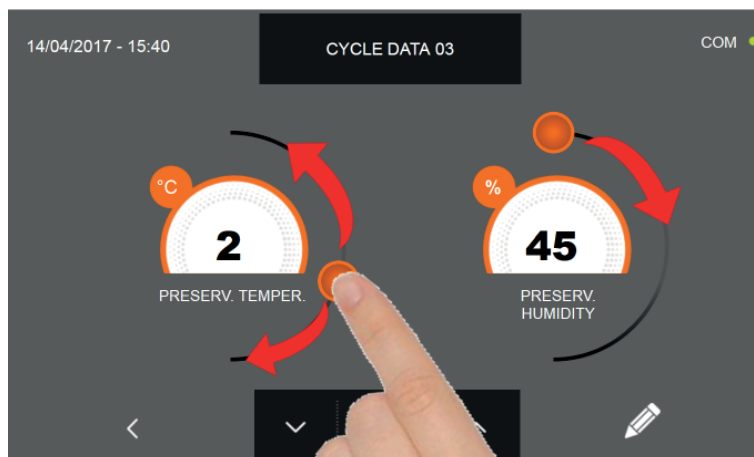 14/04/2017 - 15:40
CYCLE DATA 03
COM
°C
2
PRESERV. TEMPER.
%
45
PRESERV.
HUMIDITY